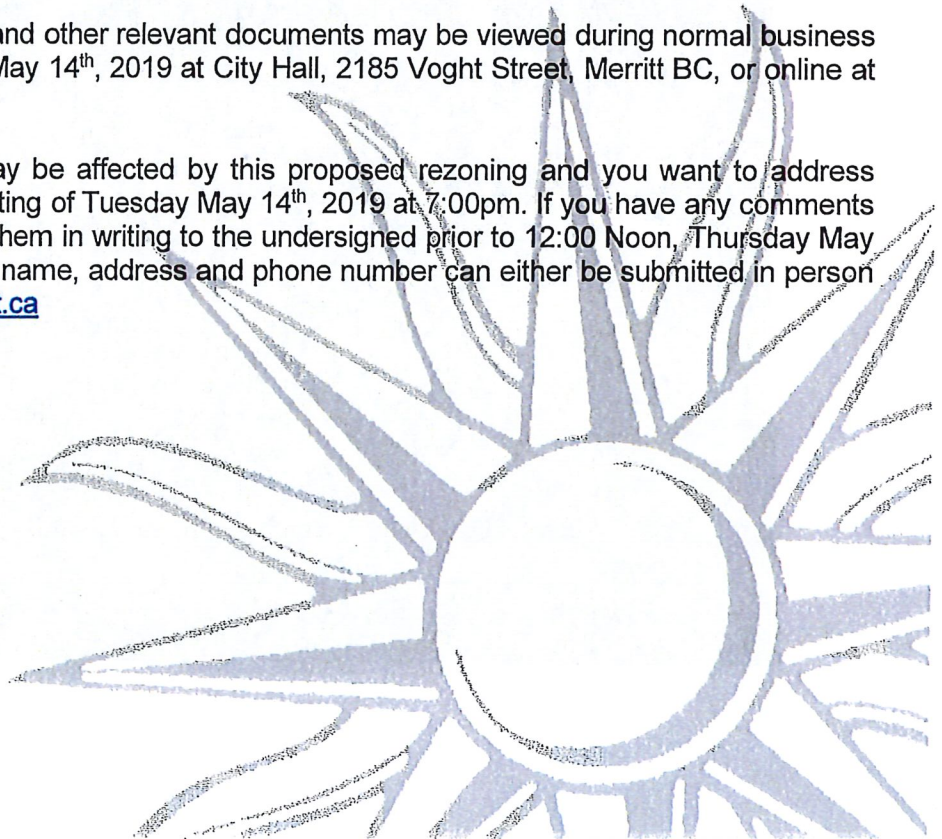 and other relevant documents may be viewed during normal business
May 14th, 2019 at City Hall, 2185 Voght Street, Merritt BC, or online at
ay be affected by this proposed rezoning and you want to address
ting of Tuesday May 14th, 2019 at 7:00pm. If you have any comments
hem in writing to the undersigned prior to 12:00 Noon, Thursday May
name, address and phone number can either be submitted in person
t.ca